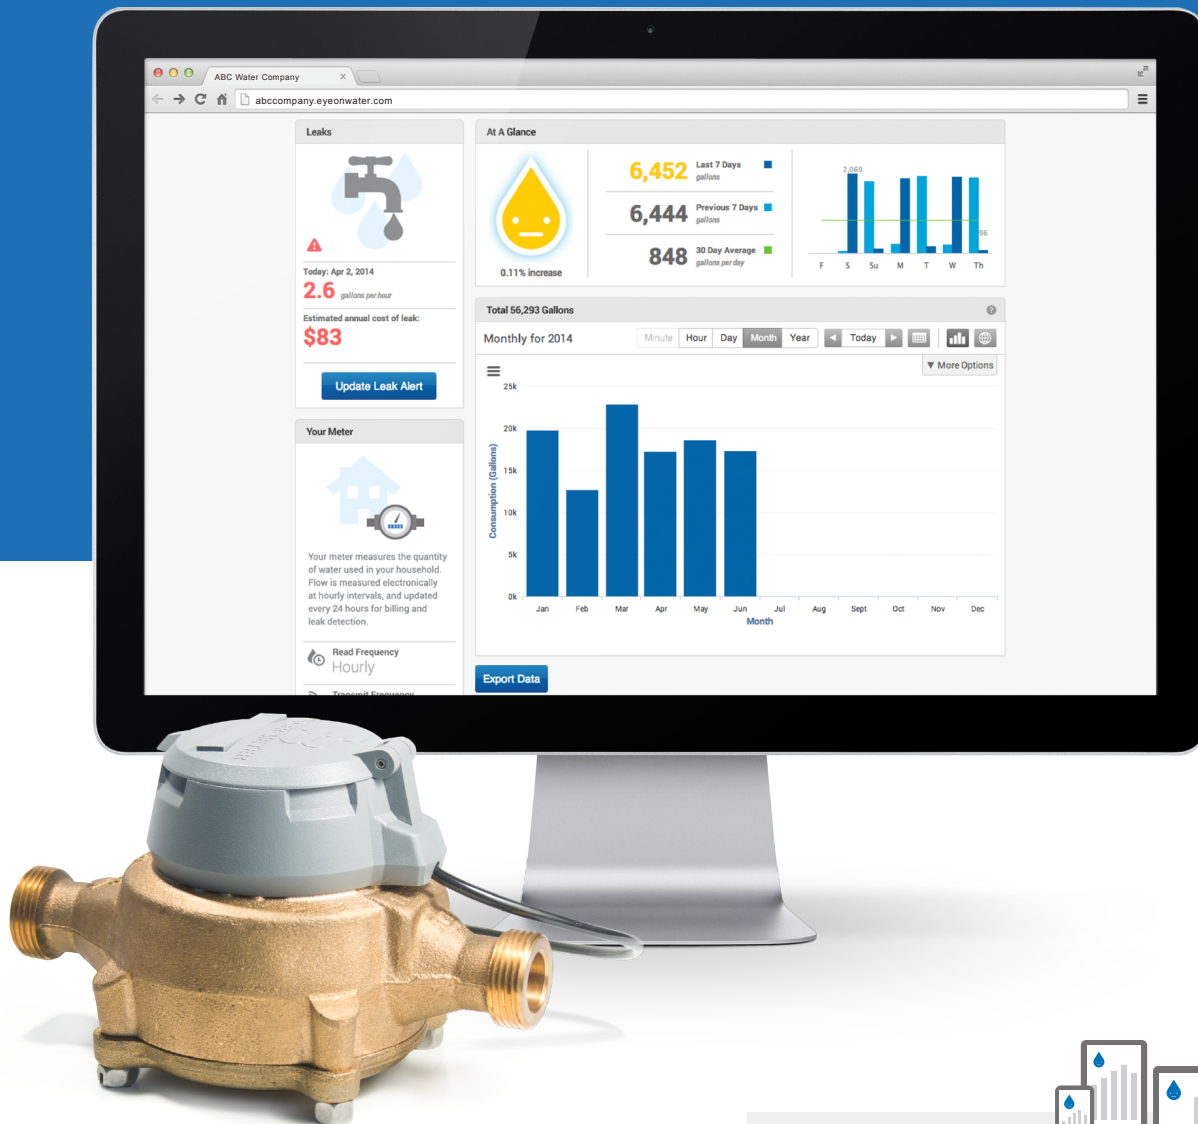 ABC Water Company
abccompany.eyeonwater.com
Leaks
Today: Apr 2, 2014
2.6 gallons per hour
Estimated annual cost of leak:
$83
Update Leak Alert
Your Meter
Your meter measures the quantity
of water used in your household.
Flow is measured electronically
at hourly intervals, and updated
every 24 hours for billing and
leak detection.
Read Frequency
Hourly
Transmit Frequency
At A Glance
0.11% increase
6,452 Last 7 Days
gallons
6,444 Previous 7 Days
gallons
848 30 Day Average
gallons per day
2,069
96
F S Su M T W Th
Total 56,293 Gallons
Monthly for 2014
Minute Hour Day Month Year Today
▼ More Options
Consumption (Gallons)
25k
20k
15k
10k
5k
0k
Jan Feb Mar Apr May Jun Jul Aug Sept Oct Nov Dec
Month
Export Data